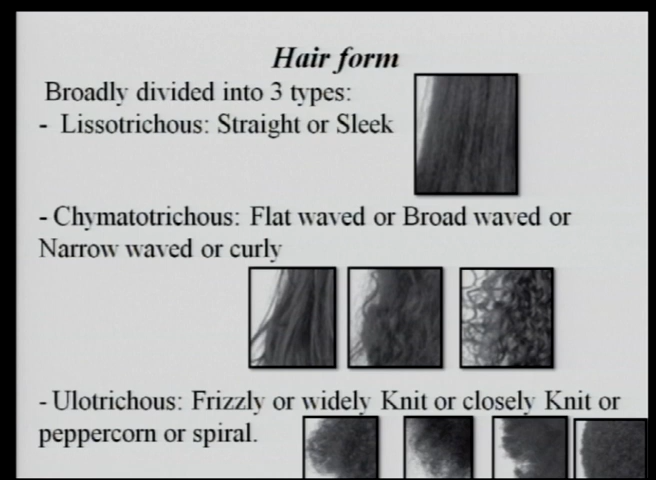 Hair form
Broadly divided into 3 types:
- Lissotrichous: Straight or Sleek
- Chymatotrichous: Flat waved or Broad waved or
Narrow waved or curly
- Ulotrichous: Frizzly or widely Knit or closely Knit or
peppercorn or spiral.